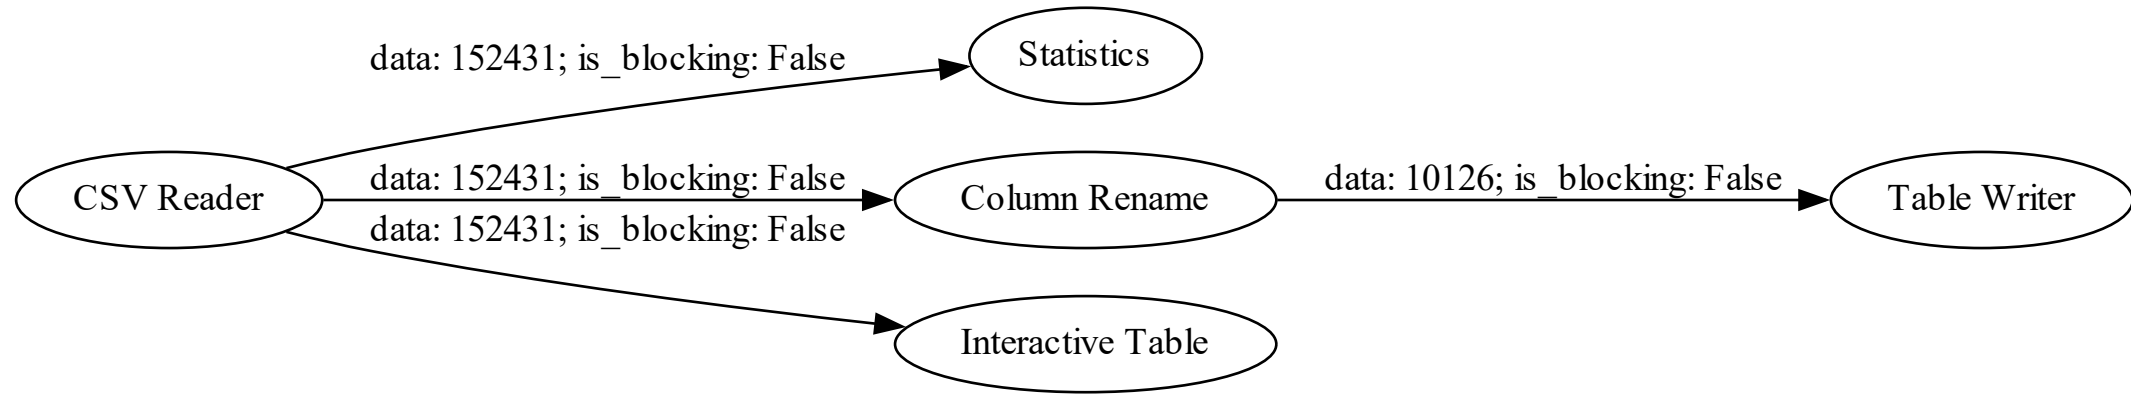 data: 152431; is_blocking: False
Statistics
CSV Reader
data: 152431; is_blocking: False
Column Rename
data: 10126; is_blocking: False
Table Writer
data: 152431; is_blocking: False
Interactive Table